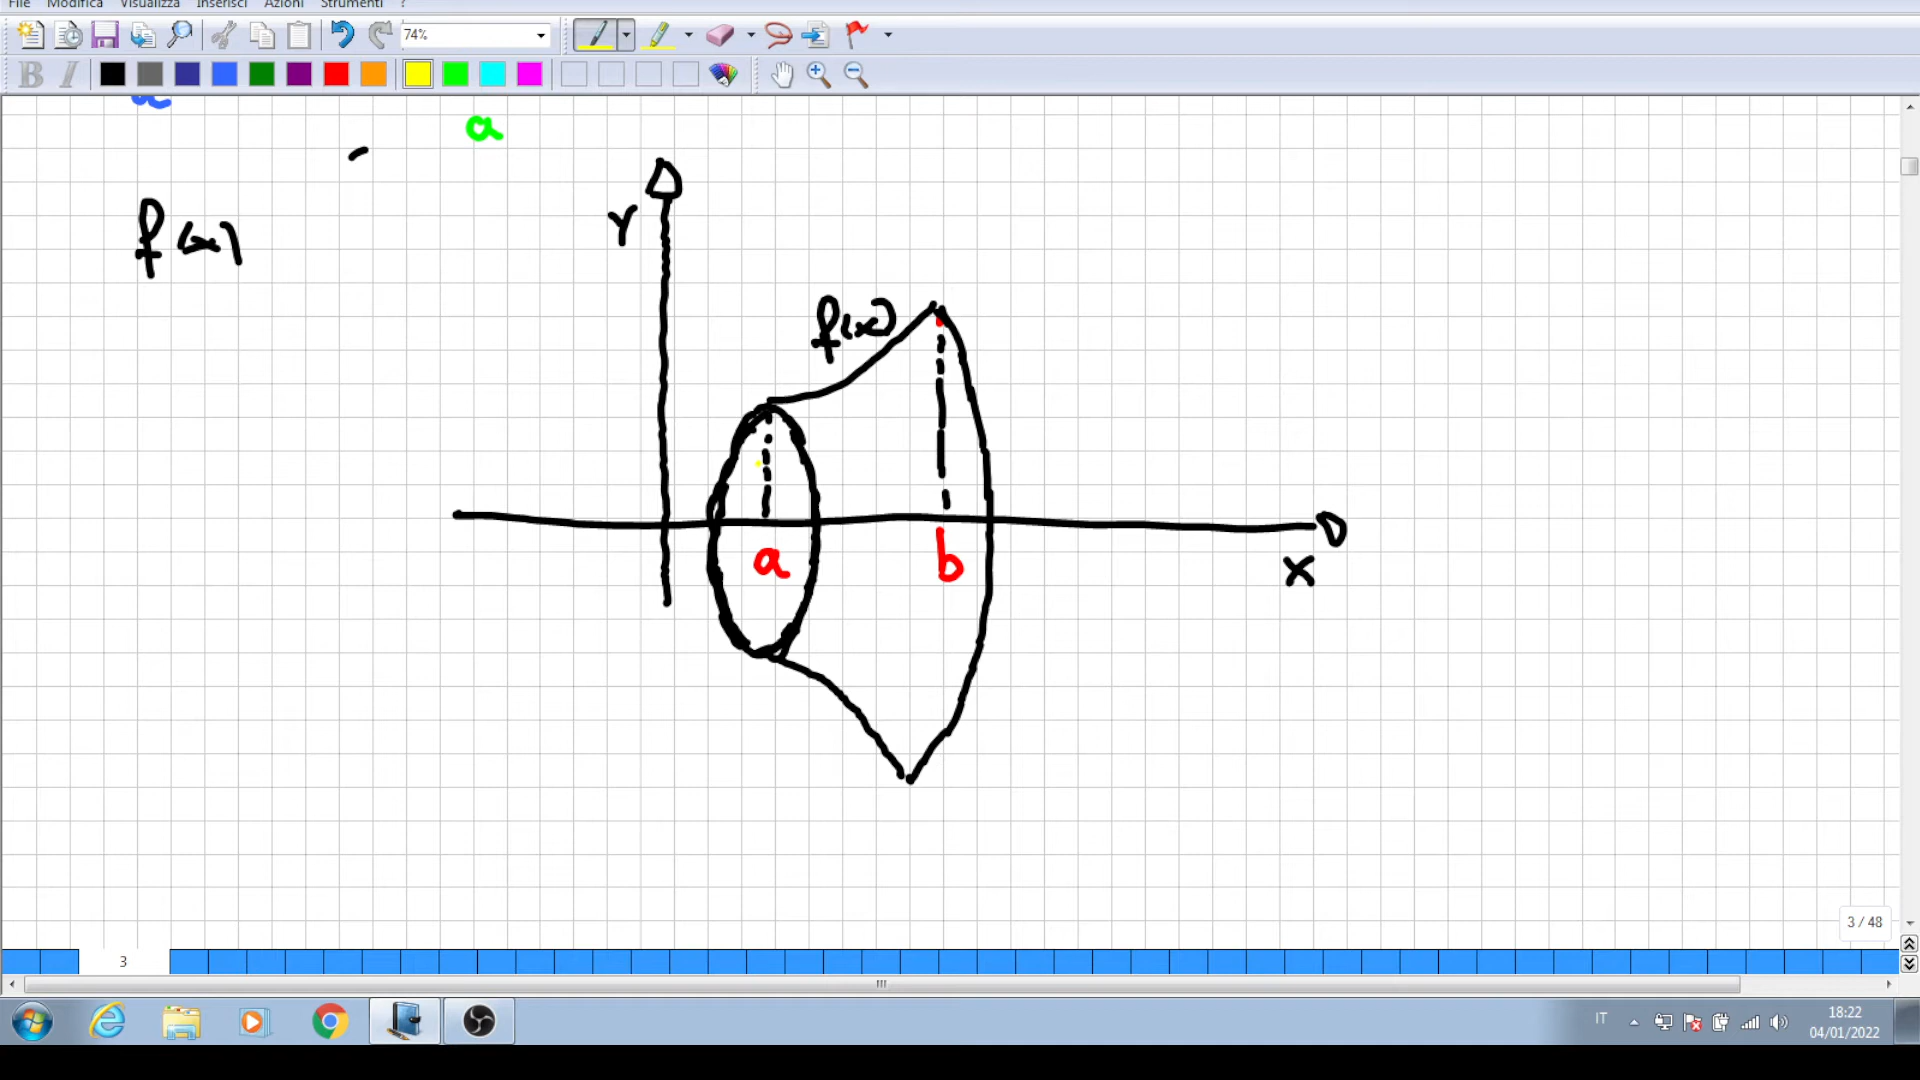 File Modifica Visualizza Inserisci Azioni Strumenti ?
74%
B I
a
f(x)
Y
f(x)
a
b
x
3 / 48
3
IT
18:22
04/01/2022